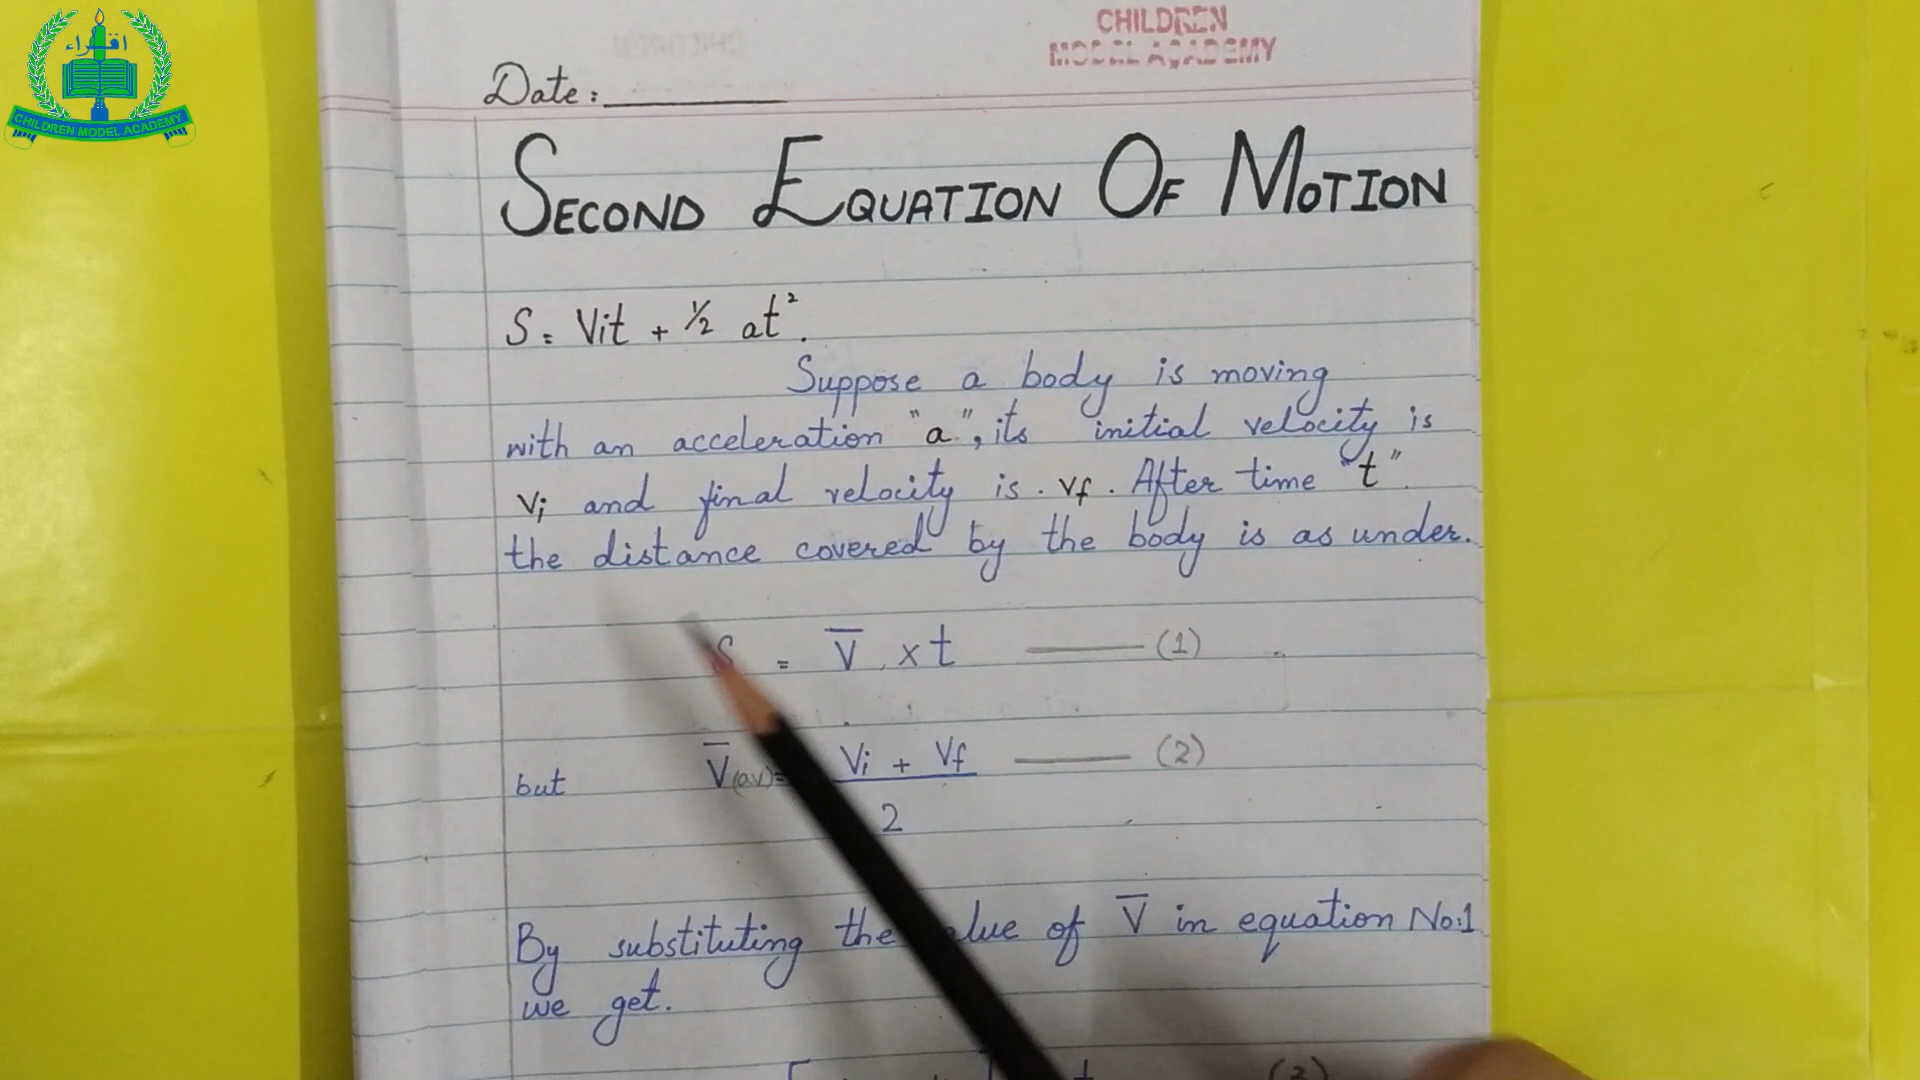 اقراء
CHILDREN MODEL ACADEMY
CHILDREN
MODEL ACADEMY
Date:
SECOND EQUATION OF MOTION
S = Vit + 1/2 at².
Suppose a body is moving
with an acceleration "a", its initial velocity is
Vi and final velocity is. Vf. After time "t".
the distance covered by the body is as under.
S = V̅ × t (1)
but V̅(av)= Vi + Vf (2)
2
By substituting the value of V̅ in equation No:1
we get.